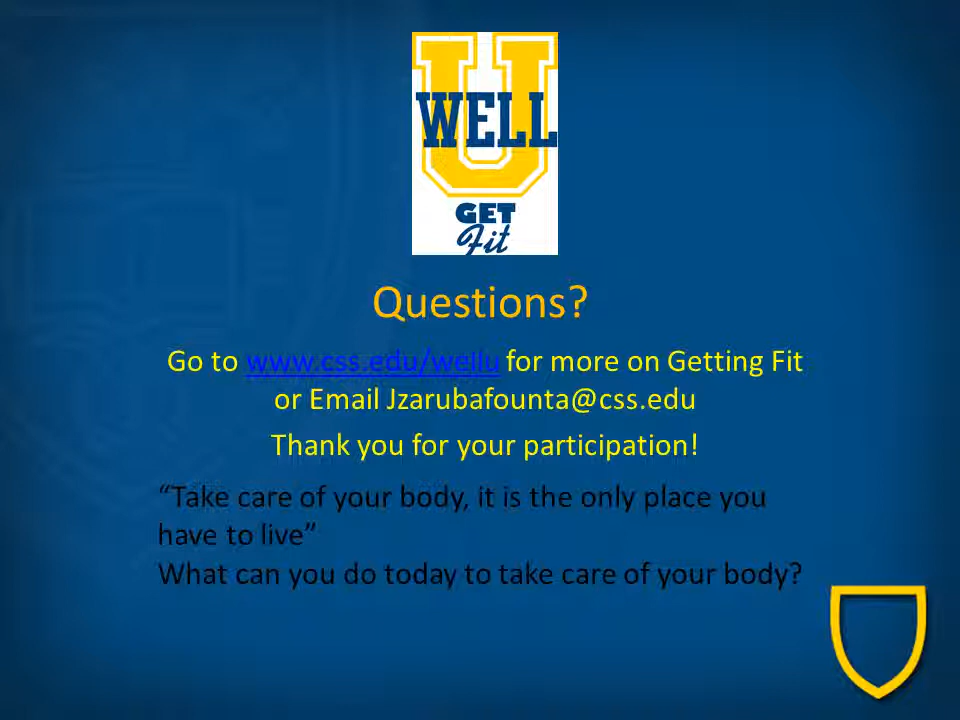 U
WELL
GET
Fit
Questions?
Go to www.css.edu/wellu for more on Getting Fit
or Email Jzarubafounta@css.edu
Thank you for your participation!
“Take care of your body, it is the only place you
have to live”
What can you do today to take care of your body?